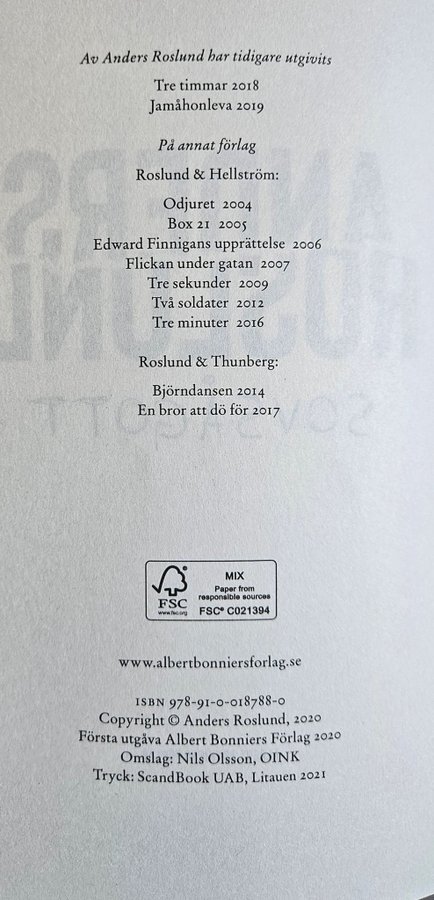 Av Anders Roslund har tidigare utgivits
Tre timmar 2018
Jamåhonleva 2019
På annat förlag
Roslund & Hellström:
Odjuret 2004
Box 21 2005
Edward Finnigans upprättelse 2006
Flickan under gatan 2007
Tre sekunder 2009
Två soldater 2012
Tre minuter 2016
Roslund & Thunberg:
Björndansen 2014
En bror att dö för 2017
FSC
www.fsc.org
MIX
Paper from
responsible sources
FSC® C021394
www.albertbonniersforlag.se
ISBN 978-91-0-018788-0
Copyright © Anders Roslund, 2020
Första utgåva Albert Bonniers Förlag 2020
Omslag: Nils Olsson, OINK
Tryck: ScandBook UAB, Litauen 2021